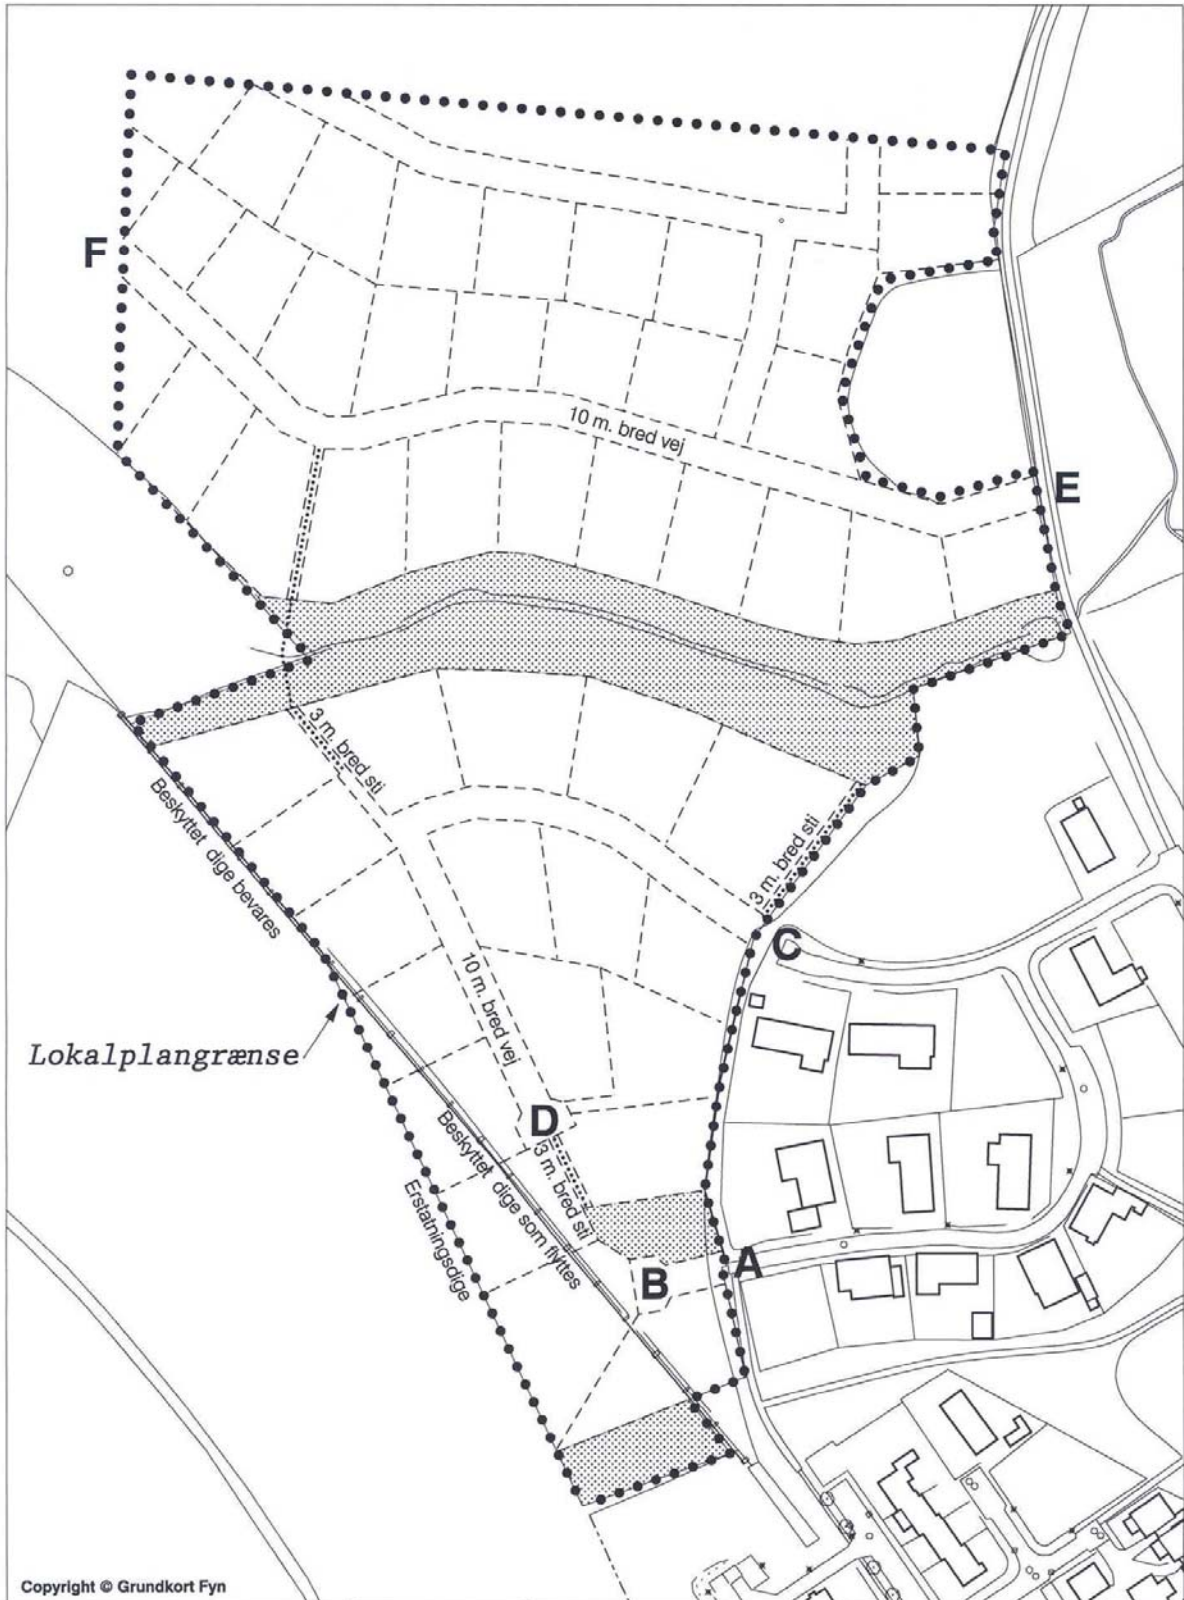 F
10 m. bred vej
E
3 m. bred sti
Beskyttet dige bevares
3 m. bred sti
C
10 m. bred vej
Lokalplangrænse
D
Beskyttet dige som flyttes
3 m. bred sti
Erstatningsdige
A
B
Copyright © Grundkort Fyn